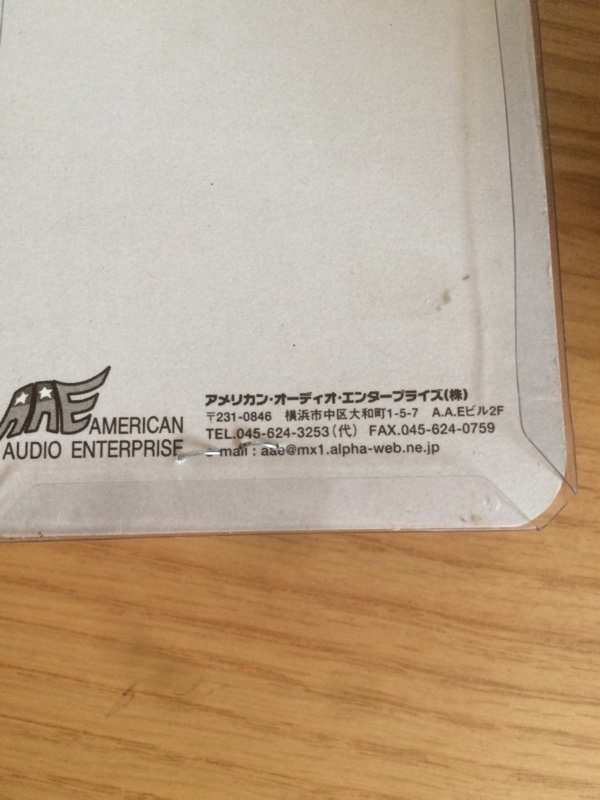 AAE AMERICAN
AUDIO ENTERPRISE
アメリカン・オーディオ・エンタープライズ(株)
〒231-0846 横浜市中区大和町1-5-7 A.A.Eビル2F
TEL.045-624-3253(代) FAX.045-624-0759
e-mail : aae@mx1.alpha-web.ne.jp